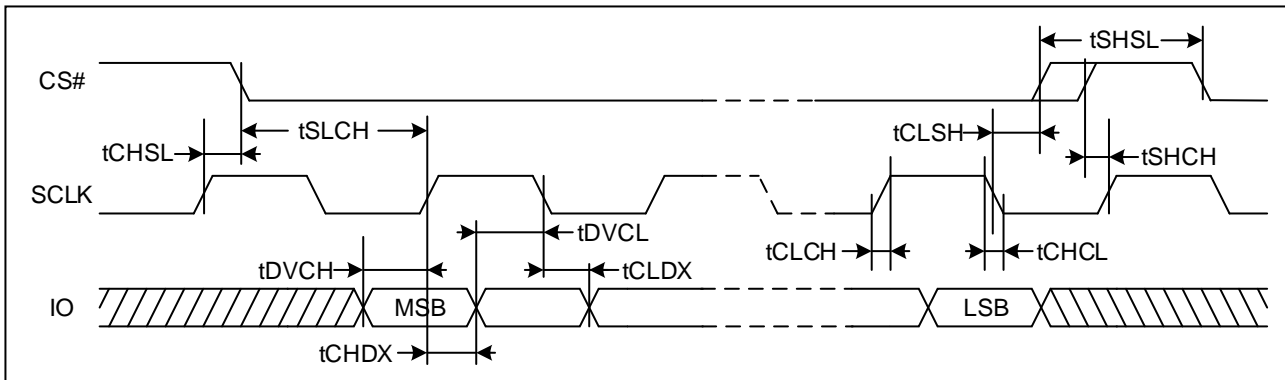 tSHSL
CS#
tSLCH
tCLSH
tCHSL
tSHCH
SCLK
tDVCL
tCLCH
tCHCL
tDVCH
tCLDX
IO
MSB
LSB
tCHDX